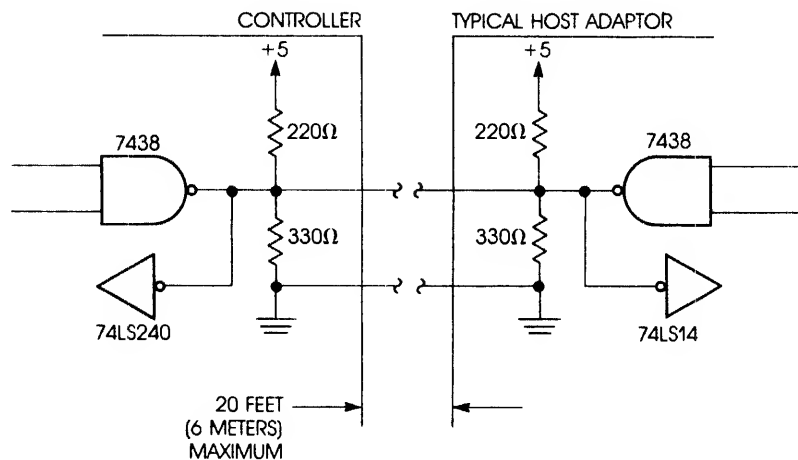 CONTROLLER
TYPICAL HOST ADAPTOR
+5
+5
220Ω
220Ω
7438
7438
330Ω
330Ω
74LS240
74LS14
20 FEET
(6 METERS)
MAXIMUM